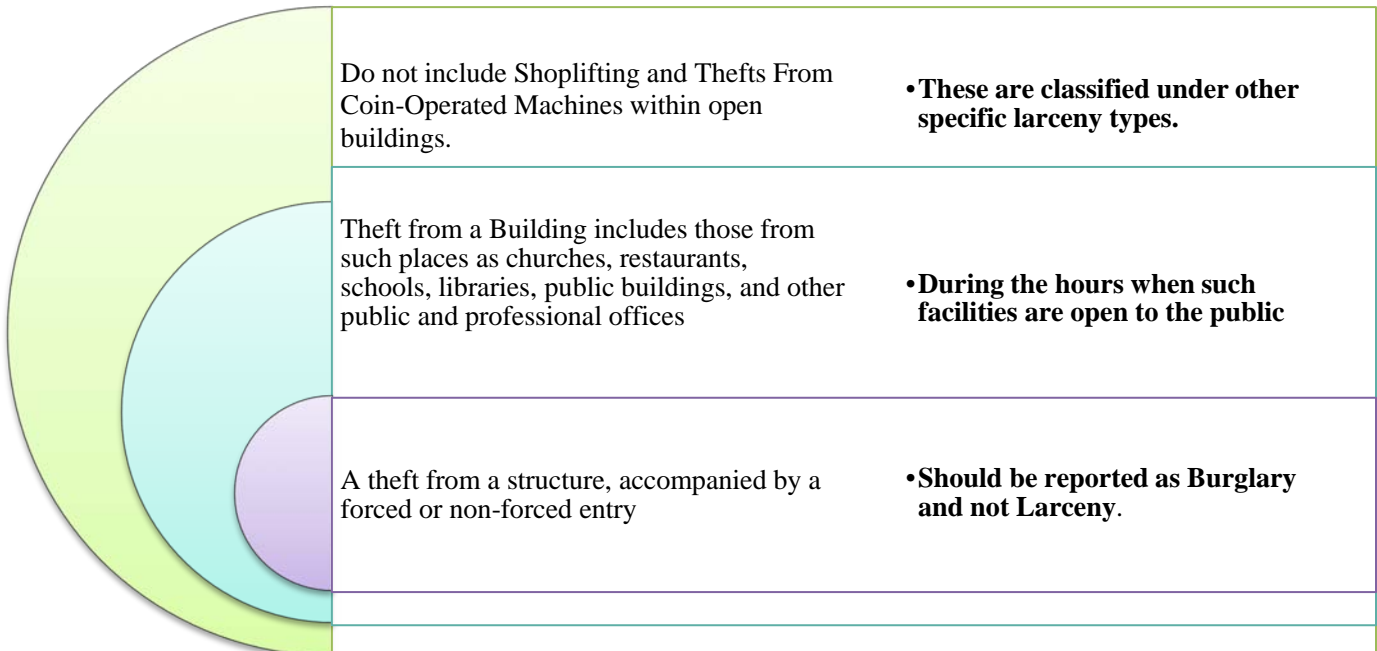 Do not include Shoplifting and Thefts From
Coin-Operated Machines within open
buildings.
•These are classified under other
specific larceny types.
Theft from a Building includes those from
such places as churches, restaurants,
schools, libraries, public buildings, and other
public and professional offices
•During the hours when such
facilities are open to the public
A theft from a structure, accompanied by a
forced or non-forced entry
•Should be reported as Burglary
and not Larceny.